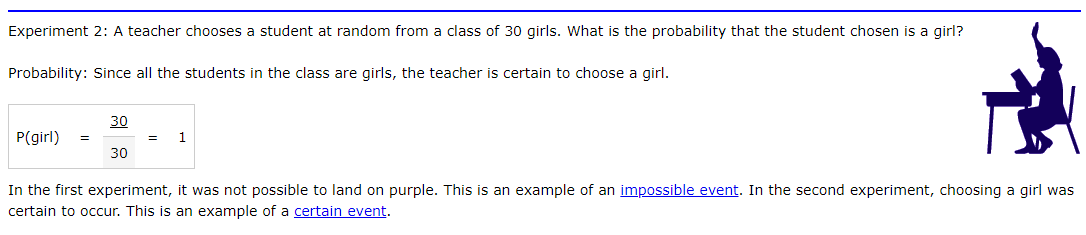 Experiment 2: A teacher chooses a student at random from a class of 30 girls. What is the probability that the student chosen is a girl?
Probability: Since all the students in the class are girls, the teacher is certain to choose a girl.
P(girl) = 30/30 = 1
In the first experiment, it was not possible to land on purple. This is an example of an impossible event. In the second experiment, choosing a girl was
certain to occur. This is an example of a certain event.